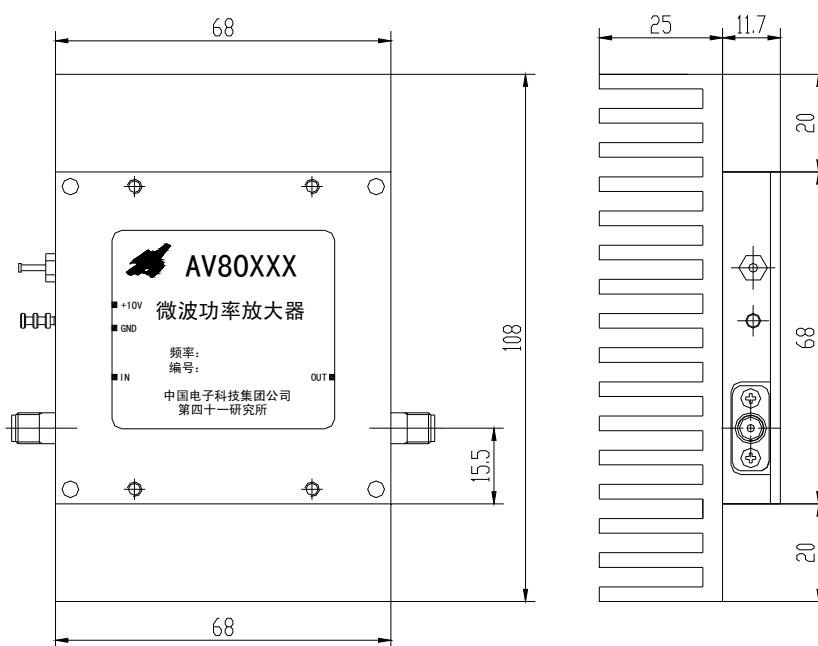 68
25
11.7
20
AV80XXX
+10V
微波功率放大器
GND
108
68
频率:
编号:
IN
OUT
中国电子科技集团公司
第四十一研究所
15.5
20
68